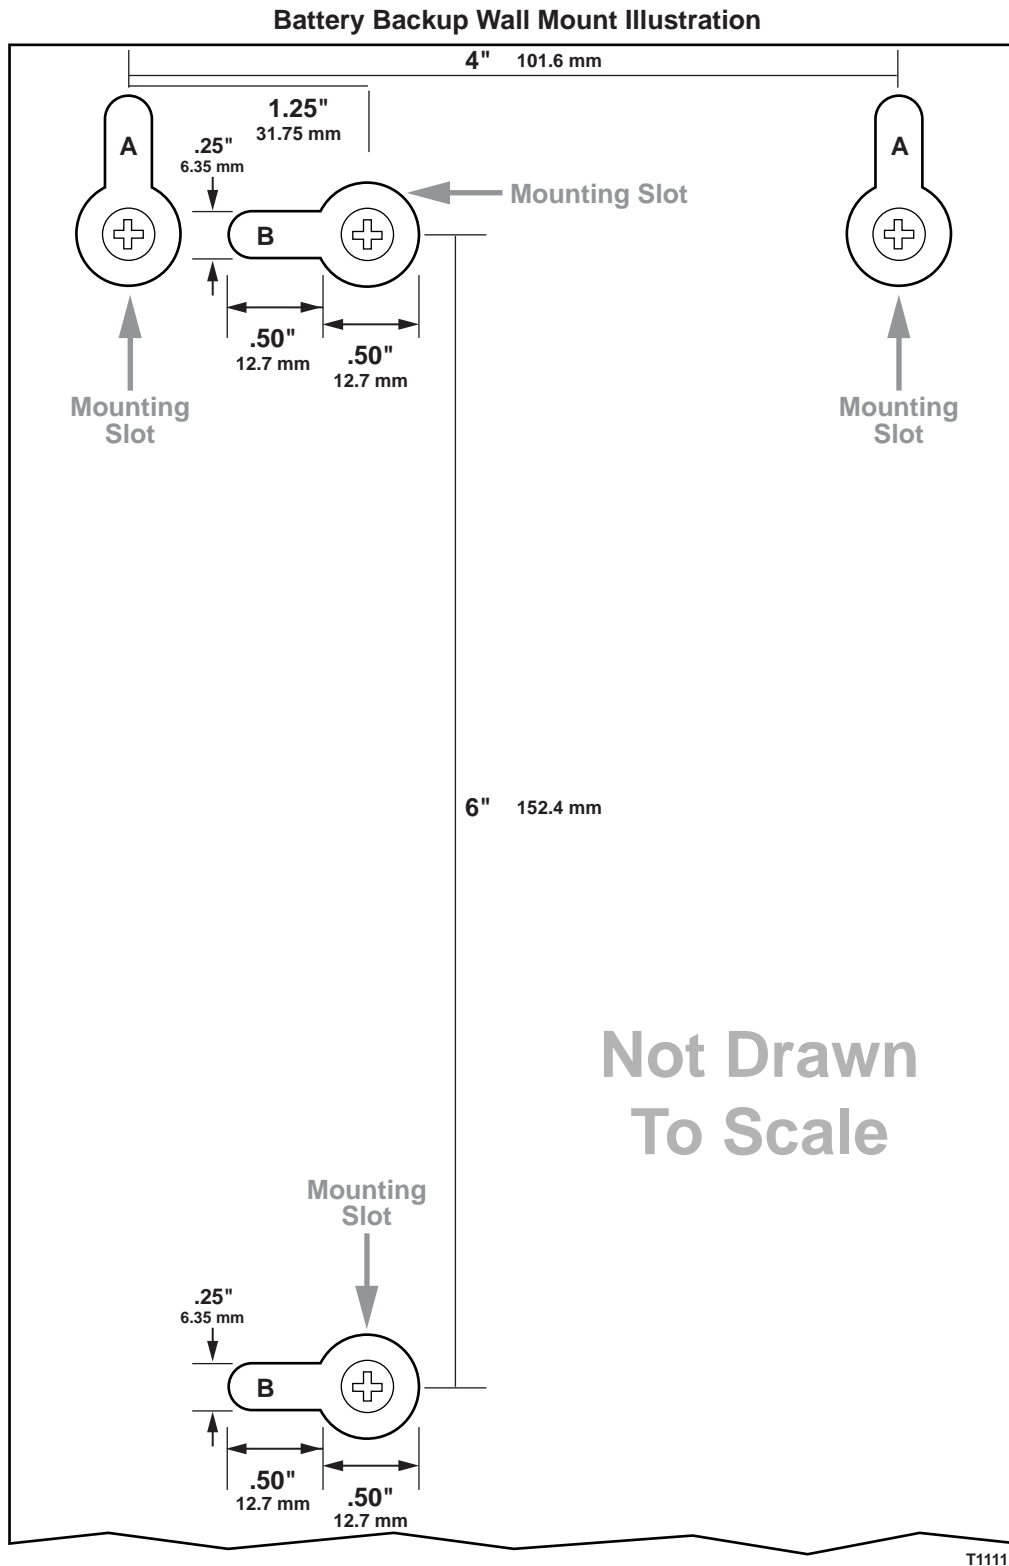 Battery Backup Wall Mount Illustration
4" 101.6 mm
1.25"
31.75 mm
A
A
.25"
6.35 mm
Mounting Slot
B
.50"
12.7 mm
.50"
12.7 mm
Mounting
Slot
Mounting
Slot
6" 152.4 mm
Not Drawn
To Scale
Mounting
Slot
.25"
6.35 mm
B
.50"
12.7 mm
.50"
12.7 mm
T1111